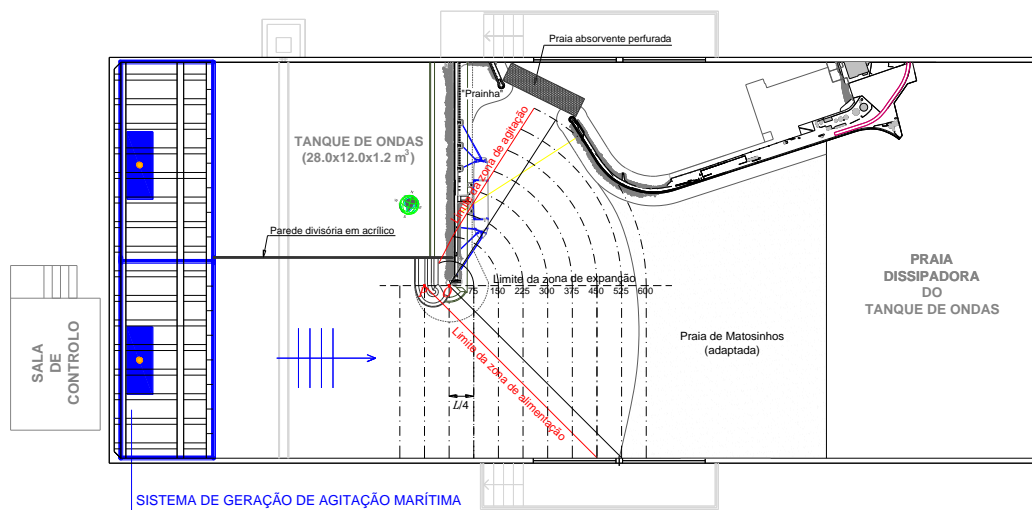 Praia absorvente perfurada
"Prainha"
TANQUE DE ONDAS
(28.0x12.0x1.2 m³)
Limite da zona de agitação
Parede divisória em acrílico
Limite da zona de expanção
75 150 225 300 375 450 525 600
PRAIA
DISSIPADORA
DO
TANQUE DE ONDAS
Praia de Matosinhos
(adaptada)
SALA
DE
CONTROLO
Limite da zona de alimentação
L/4
SISTEMA DE GERAÇÃO DE AGITAÇÃO MARÍTIMA